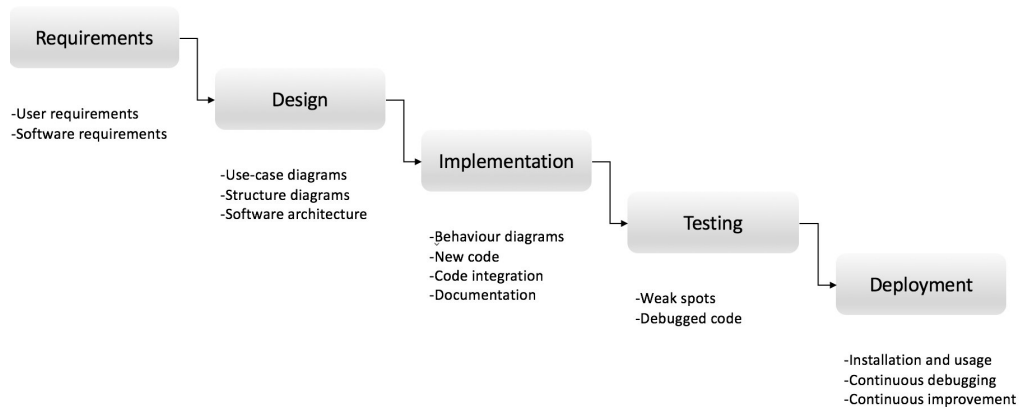 Requirements
-User requirements
-Software requirements
Design
-Use-case diagrams
-Structure diagrams
-Software architecture
Implementation
-Behaviour diagrams
-New code
-Code integration
-Documentation
Testing
-Weak spots
-Debugged code
Deployment
-Installation and usage
-Continuous debugging
-Continuous improvement